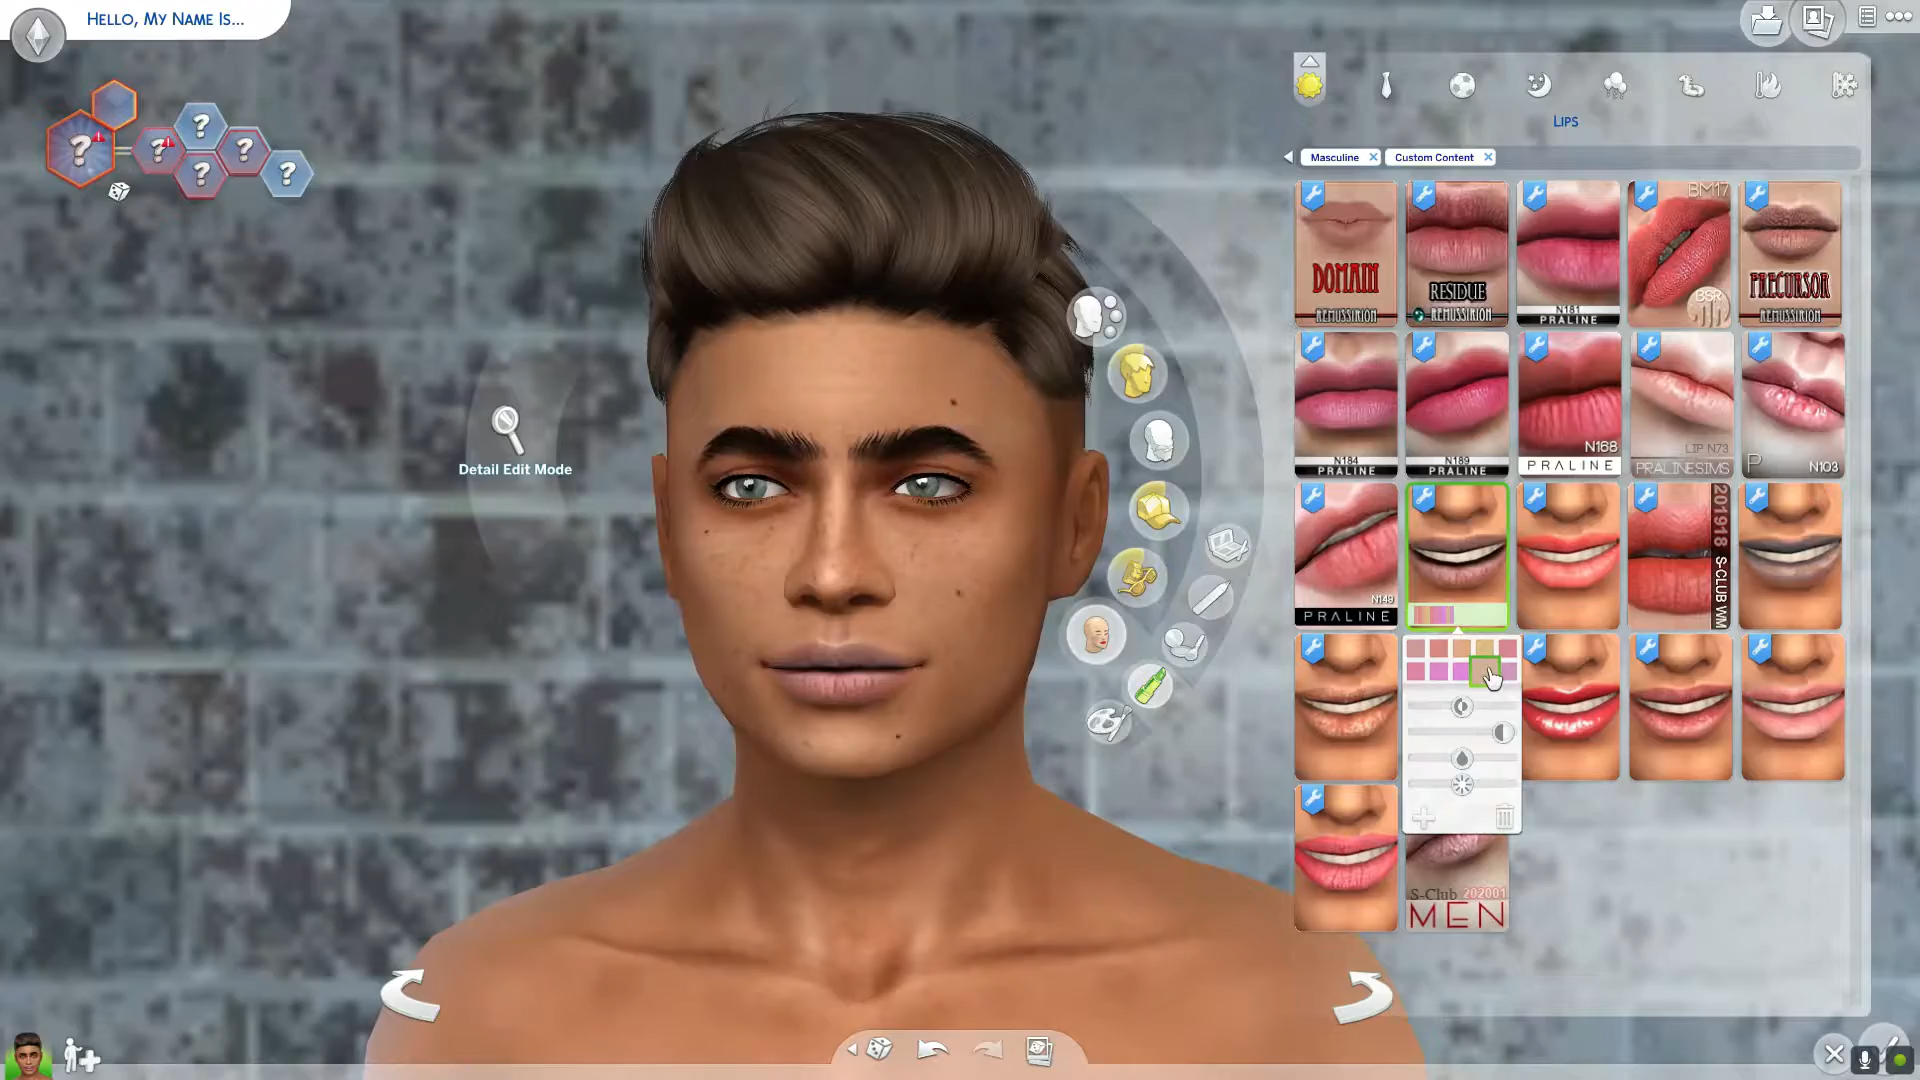 Hello, My Name Is...
Lips
Masculine
Custom Content
Detail Edit Mode
DOMAIN
REMUSSIRION
RESIDUE
REMUSSIRION
N181
PRALINE
BM17
BSR
PRECURSOR
REMUSSIRION
N184
PRALINE
N189
PRALINE
N168
PRALINE
LIP N73
PRALINESIMS
P
N103
N149
PRALINE
201918 S-CLUB WM
S-Club 202001
MEN